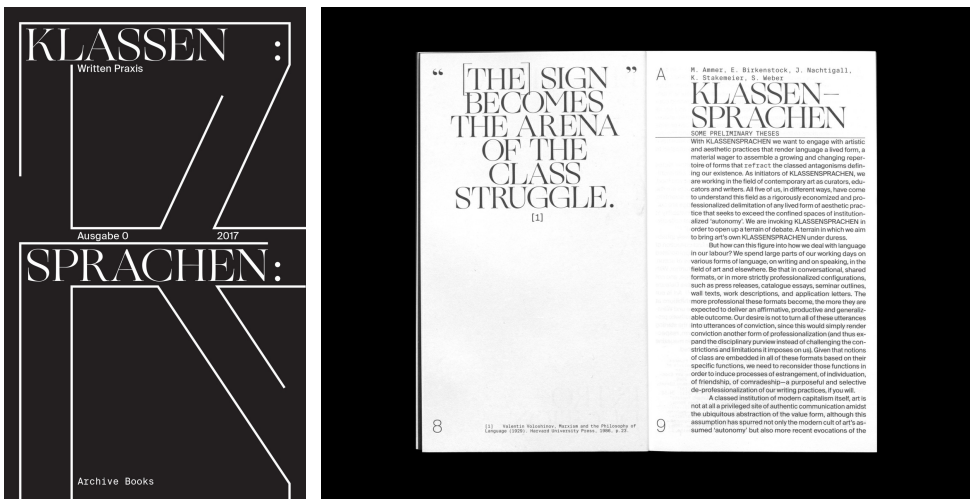 KLASSEN :
Written Praxis
Ausgabe 0 2017
SPRACHEN:
Archive Books
“ [THE] SIGN ”
BECOMES
THE ARENA
OF THE
CLASS
STRUGGLE.
[1]
8
[1] Valentin Voloshinov, Marxism and the Philosophy of
Language (1929). Harvard University Press, 1986, p.23.
A
M. Ammer, E. Birkenstock, J. Nachtigall,
K. Stakemeier, S. Weber
KLASSEN—
SPRACHEN
SOME PRELIMINARY THESES
With KLASSENSPRACHEN we want to engage with artistic
and aesthetic practices that render language a lived form, a
material wager to assemble a growing and changing reper-
toire of forms that refract the classed antagonisms defin-
ing our existence. As initiators of KLASSENSPRACHEN, we
are working in the field of contemporary art as curators, edu-
cators and writers. All five of us, in different ways, have come
to understand this field as a rigorously economized and pro-
fessionalized delimitation of any lived form of aesthetic prac-
tice that seeks to exceed the confined spaces of institution-
alized ‘autonomy’. We are invoking KLASSENSPRACHEN in
order to open up a terrain of debate. A terrain in which we aim
to bring art’s own KLASSENSPRACHEN under duress.
But how can this figure into how we deal with language
in our labour? We spend large parts of our working days on
various forms of language, on writing and on speaking, in the
field of art and elsewhere. Be that in conversational, shared
formats, or in more strictly professionalized configurations,
such as press releases, catalogue essays, seminar outlines,
wall texts, work descriptions, and application letters. The
more professional these formats become, the more they are
expected to deliver an affirmative, productive and generaliz-
able outcome. Our desire is not to turn all of these utterances
into utterances of conviction, since this would simply render
conviction another form of professionalization (and thus ex-
pand the disciplinary purview instead of challenging the con-
strictions and limitations it imposes on us). Given that notions
of class are embedded in all of these formats based on their
specific functions, we need to reconsider those functions in
order to induce processes of estrangement, of individuation,
of friendship, of comradeship—a purposeful and selective
de-professionalization of our writing practices, if you will.
A classed institution of modern capitalism itself, art is
not at all a privileged site of authentic communication amidst
the ubiquitous abstraction of the value form, although this
assumption has spurred not only the modern cult of art’s as-
sumed ‘autonomy’ but also more recent evocations of the
9